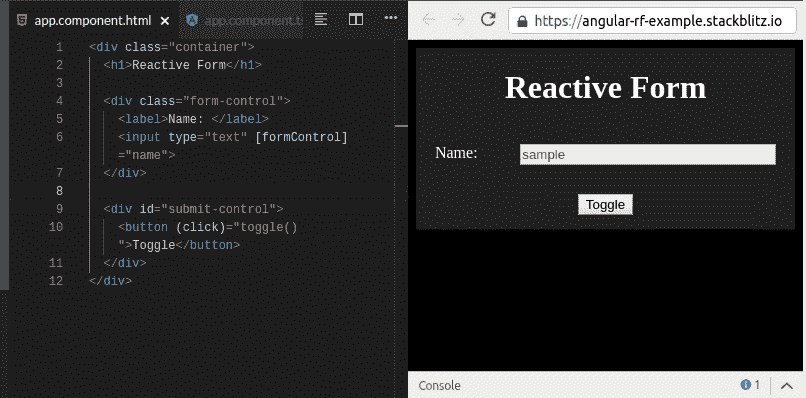 app.component.html
app.component.t
https://angular-rf-example.stackblitz.io
1 <div class="container">
2 <h1>Reactive Form</h1>
3
4 <div class="form-control">
5 <label>Name: </label>
6 <input type="text" [formControl]
="name">
7 </div>
8
9 <div id="submit-control">
10 <button (click)="toggle()
">Toggle</button>
11 </div>
12 </div>
Reactive Form
Name: sample
Toggle
Console 1